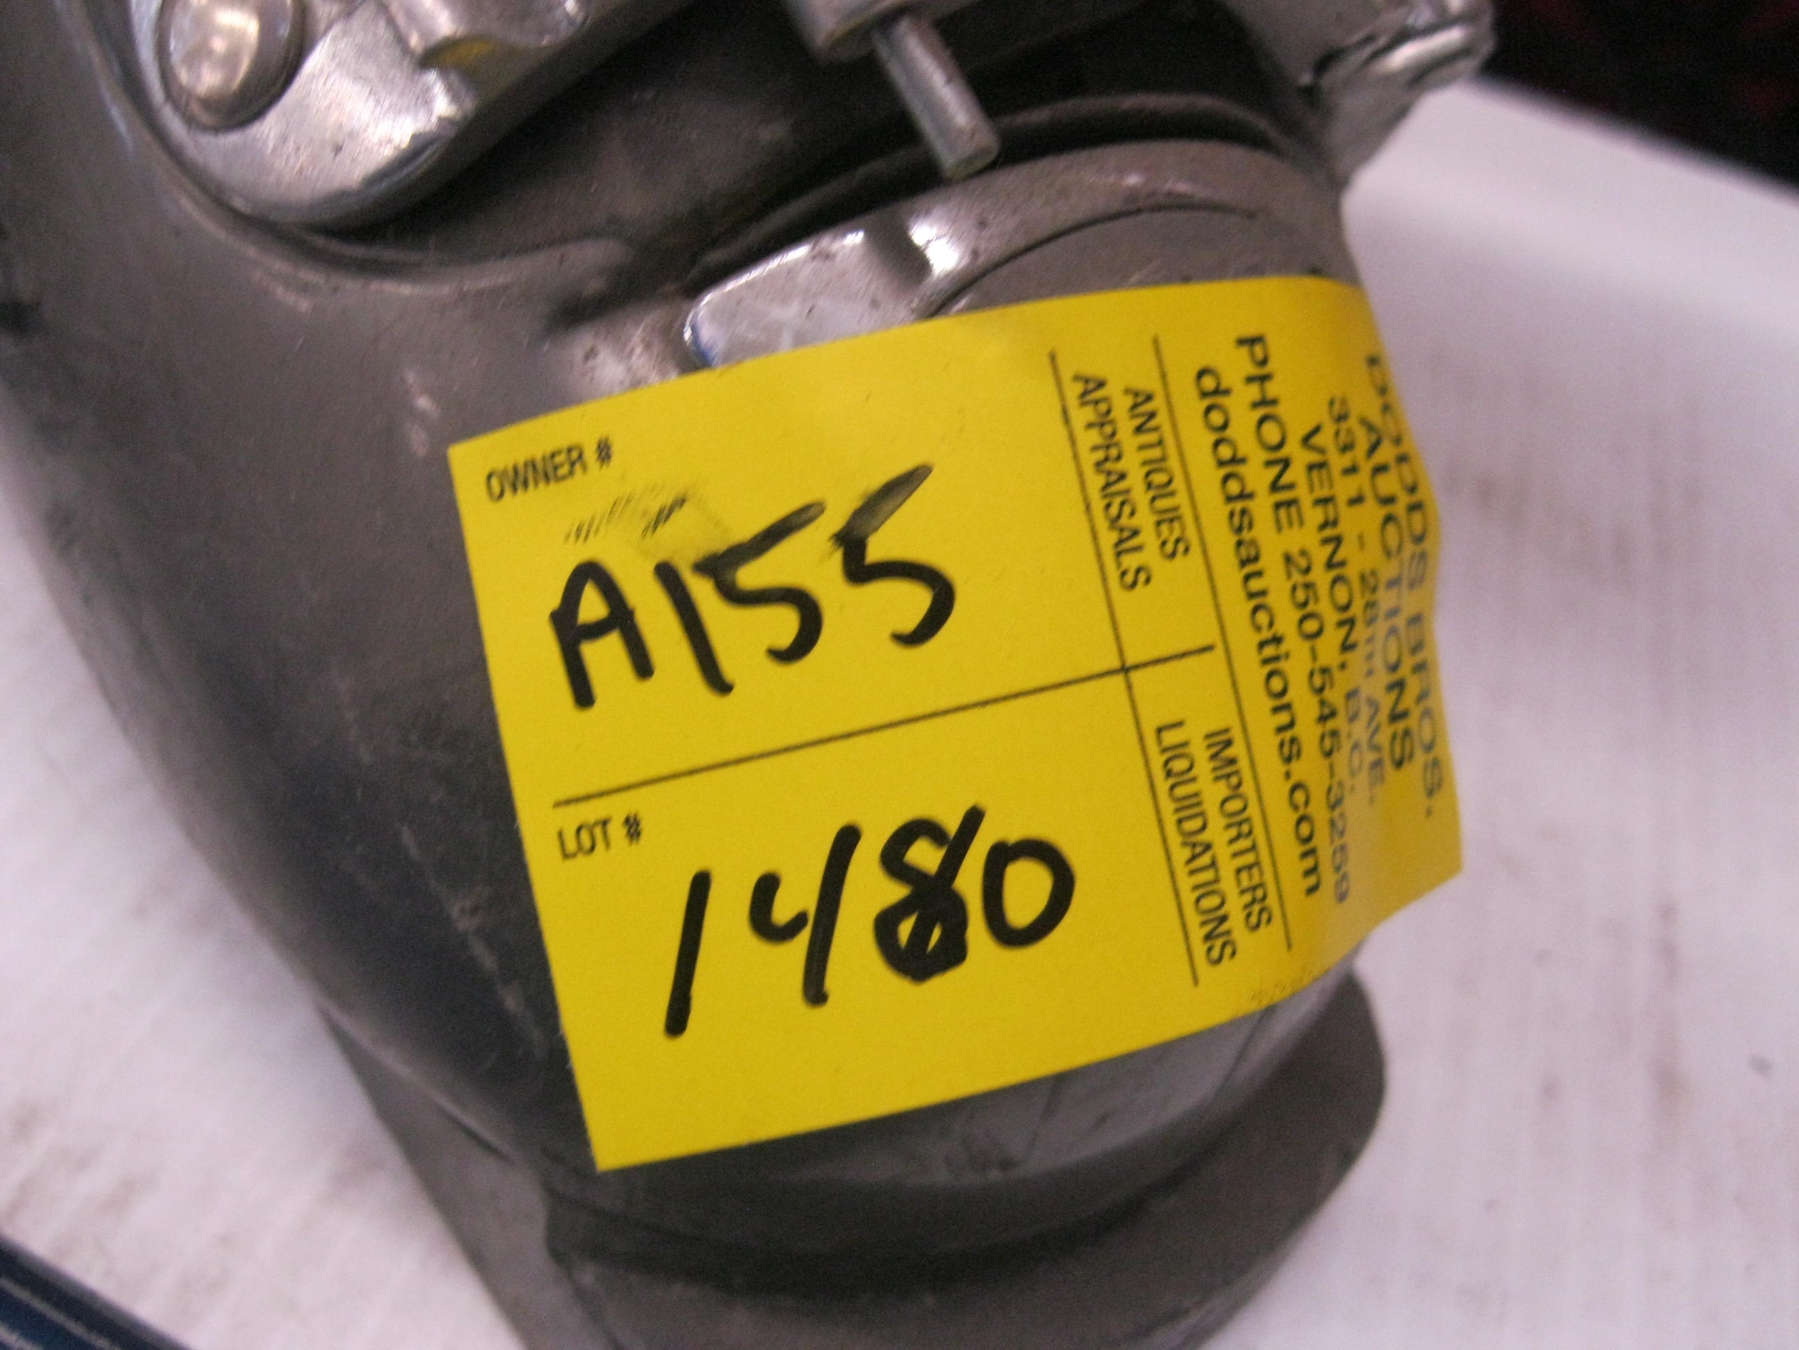 OWNER #
A155
LOT #
1480
DODDS BROS.
AUCTIONS
3311 - 28TH AVE.
VERNON, B.C.
PHONE 250-545-3259
doddsauctions.com
ANTIQUES
APPRAISALS
IMPORTERS
LIQUIDATIONS